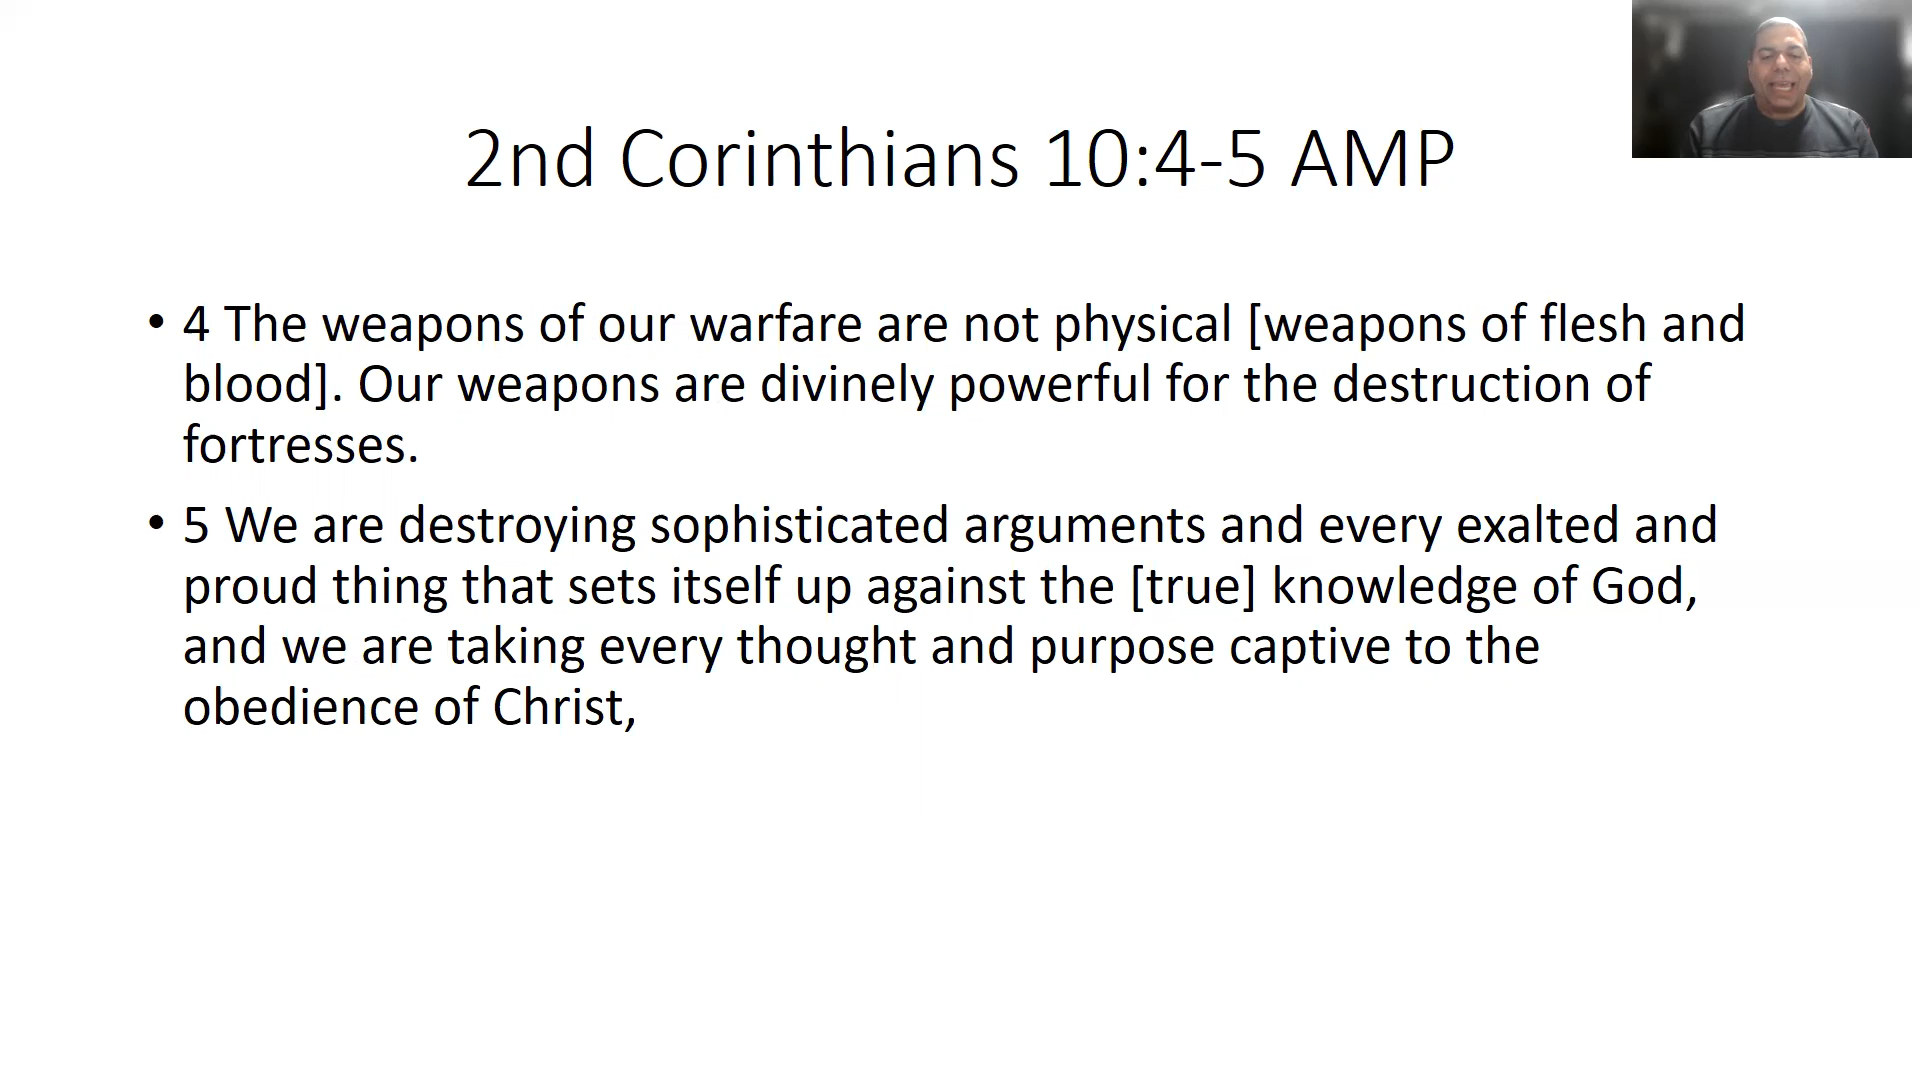 2nd Corinthians 10:4-5 AMP
• 4 The weapons of our warfare are not physical [weapons of flesh and
blood]. Our weapons are divinely powerful for the destruction of
fortresses.
• 5 We are destroying sophisticated arguments and every exalted and
proud thing that sets itself up against the [true] knowledge of God,
and we are taking every thought and purpose captive to the
obedience of Christ,